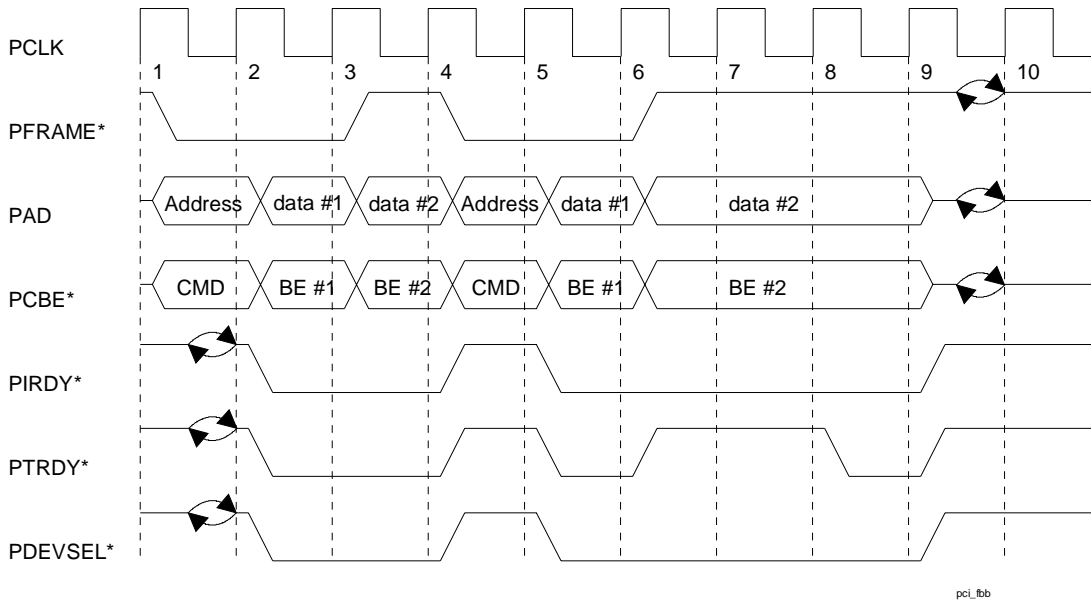 PCLK
1 2 3 4 5 6 7 8 9 10
PFRAME*
PAD
Address data #1 data #2 Address data #1 data #2
PCBE*
CMD BE #1 BE #2 CMD BE #1 BE #2
PIRDY*
PTRDY*
PDEVSEL*
pci_fbb